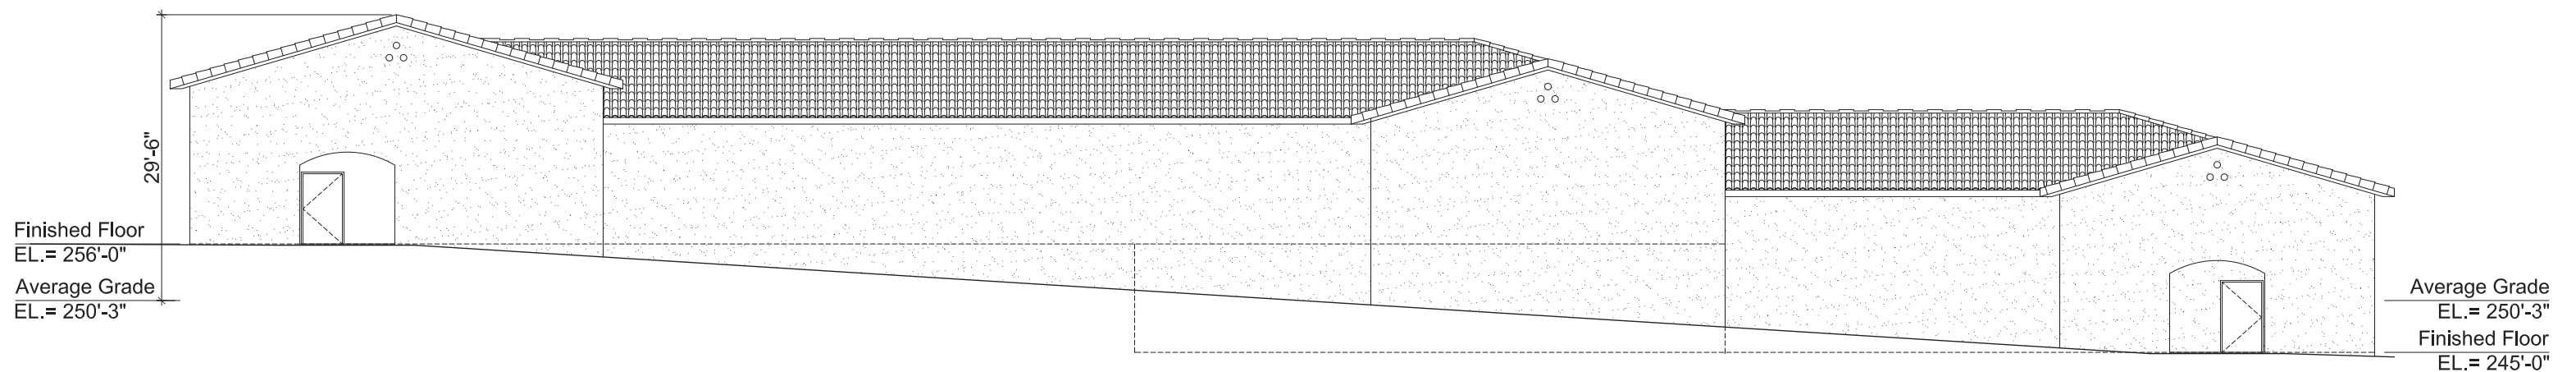 29'-6"
Finished Floor
EL.= 256'-0"
Average Grade
EL.= 250'-3"
Average Grade
EL.= 250'-3"
Finished Floor
EL.= 245'-0"